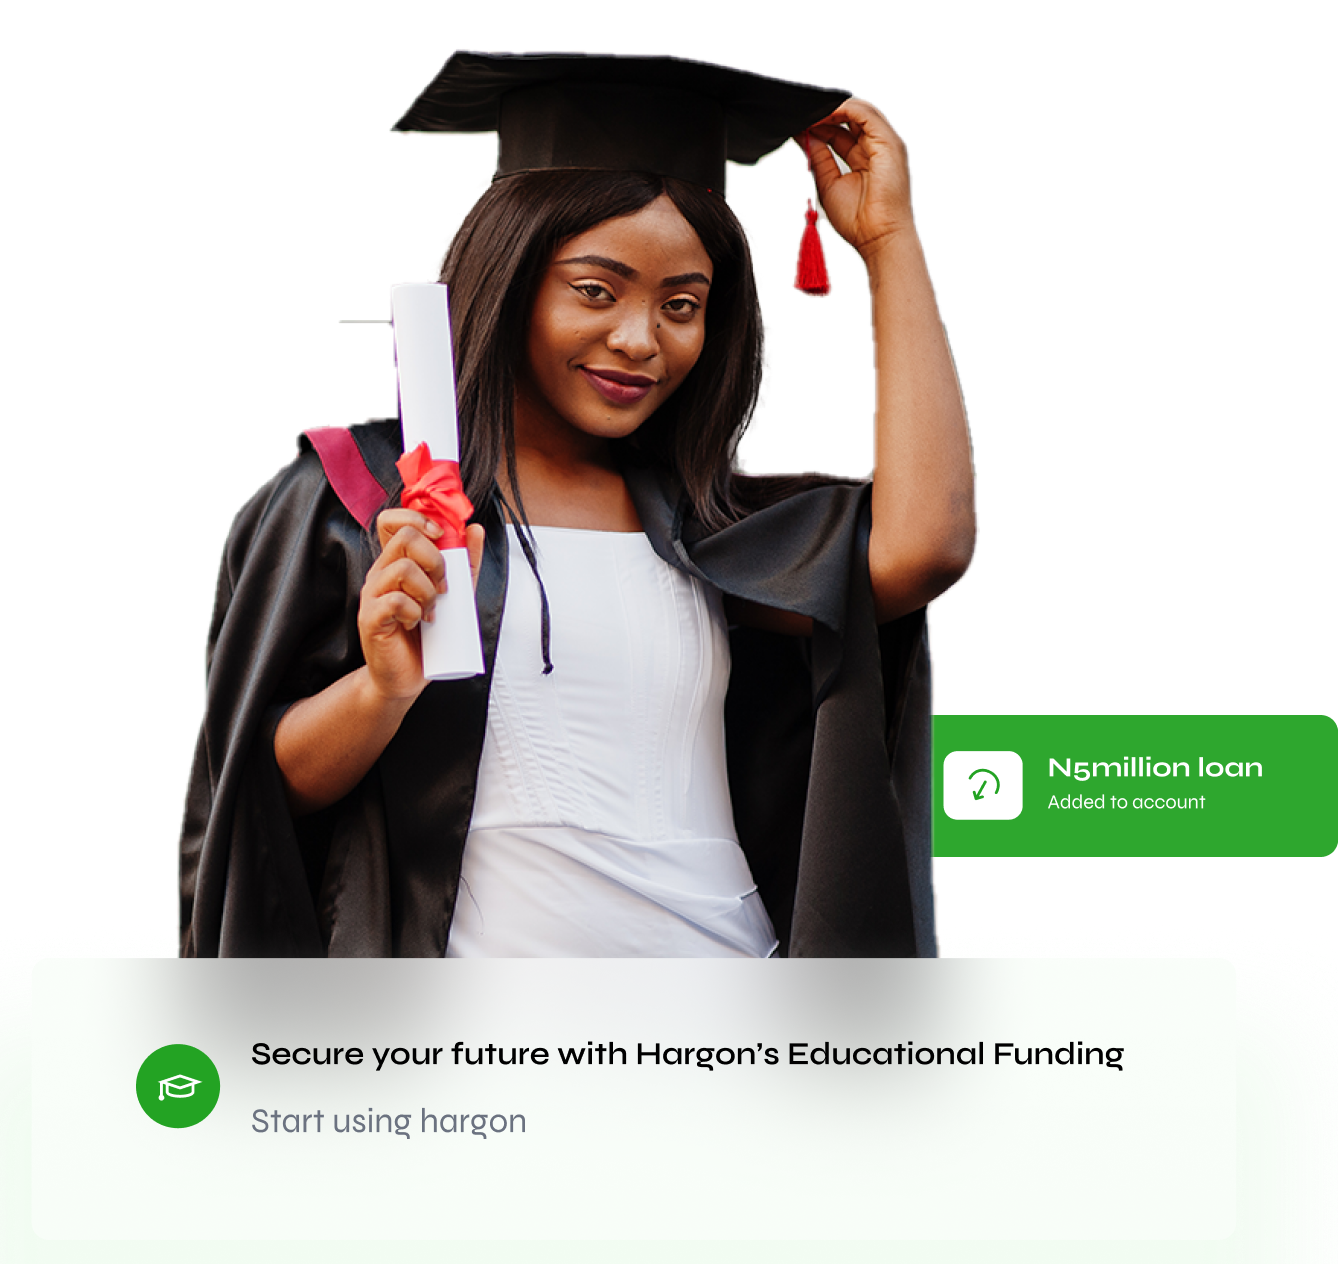 N5million loan
Added to account
Secure your future with Hargon’s Educational Funding
Start using hargon